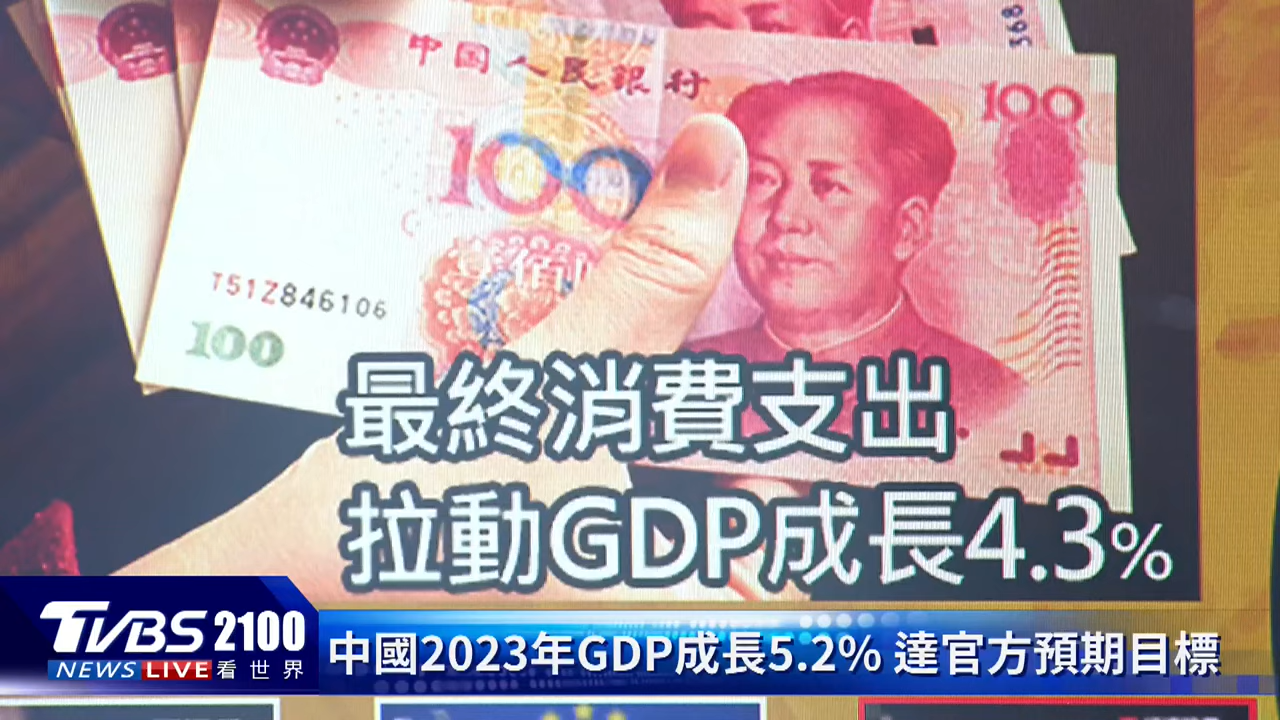 中国人民银行
100
100
T51Z846106
100
最終消費支出
拉動GDP成長4.3%
TVBS 2100
NEWS LIVE 看世界
中國2023年GDP成長5.2% 達官方預期目標